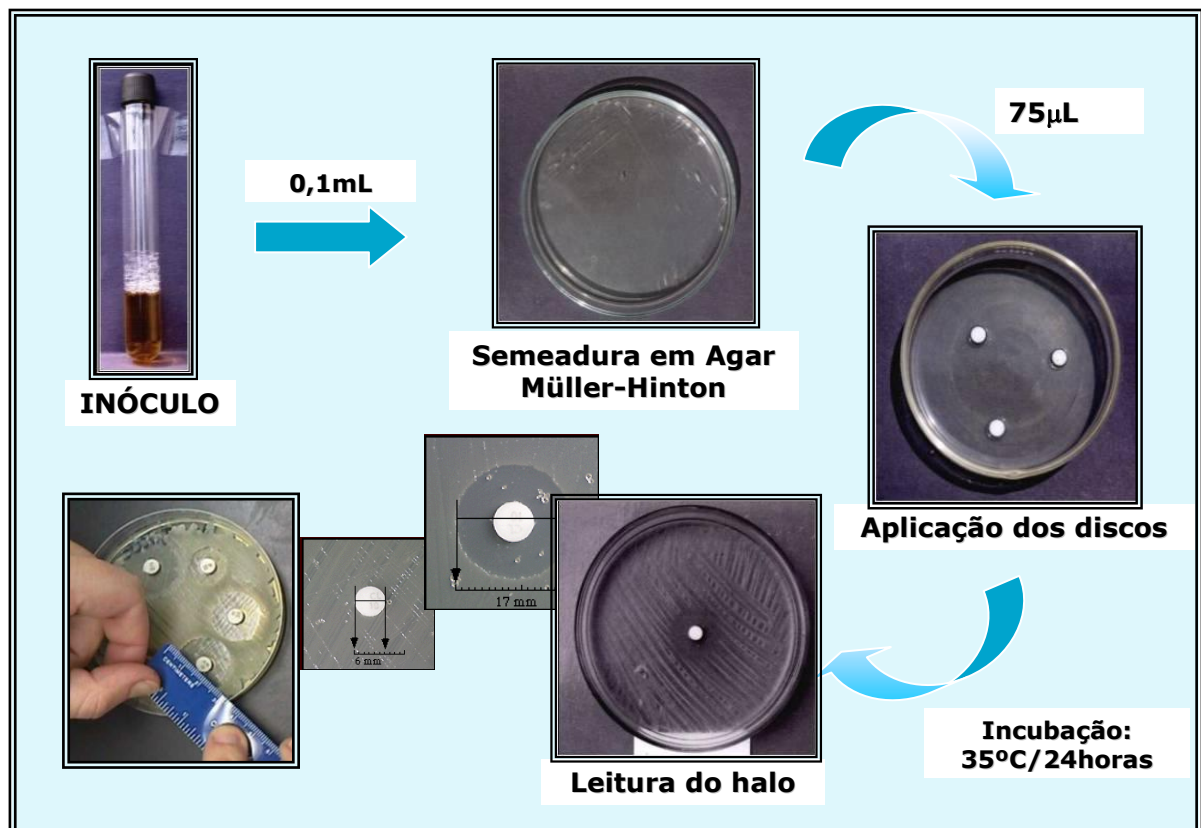 0,1mL
75µL
INÓCULO
Semeadura em Agar
Müller-Hinton
Aplicação dos discos
17 mm
6 mm
Incubação:
35ºC/24horas
Leitura do halo